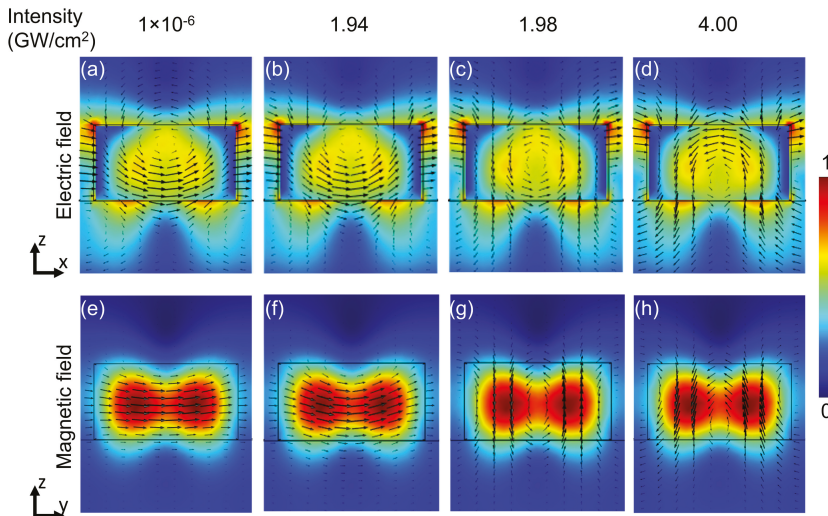 Intensity
(GW/cm²) 1×10⁻⁶ 1.94 1.98 4.00
(a) (b) (c) (d)
Electric field
z
x
1
(e) (f) (g) (h)
Magnetic field
0
z
y